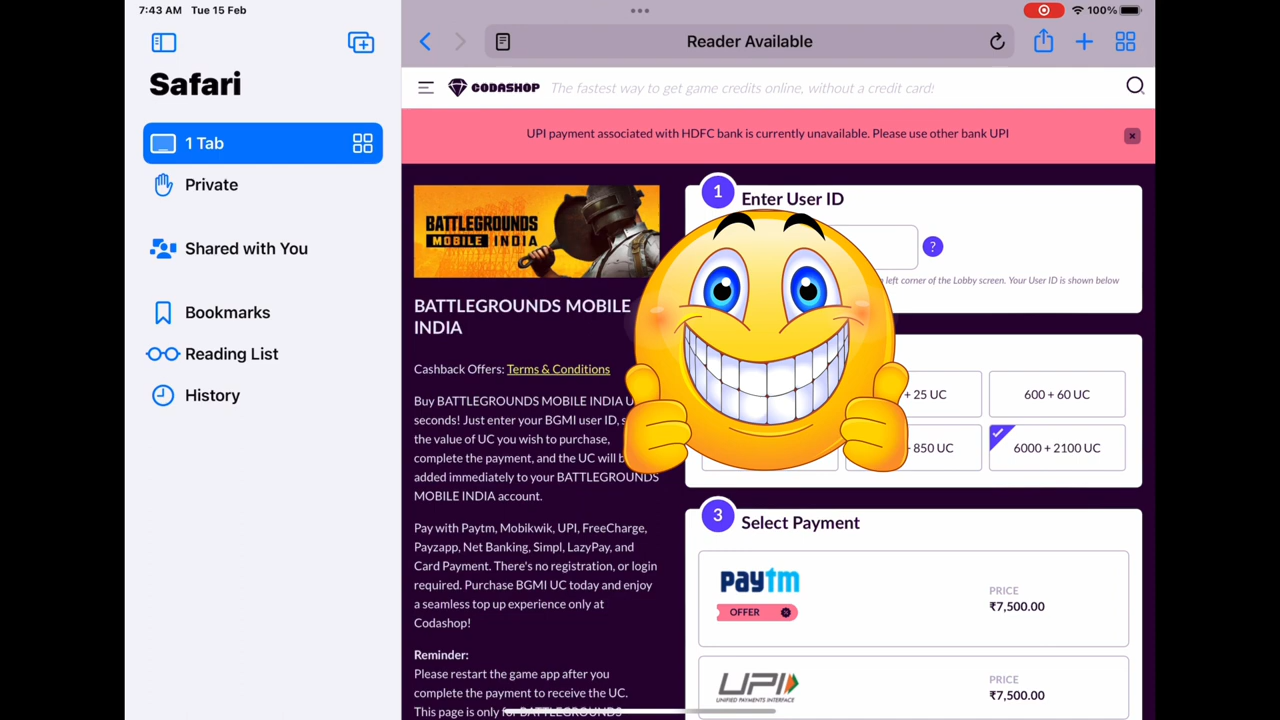 7:43 AM Tue 15 Feb
100%
Safari
1 Tab
Private
Shared with You
Bookmarks
Reading List
History
Reader Available
CODASHOP
The fastest way to get game credits online, without a credit card!
UPI payment associated with HDFC bank is currently unavailable. Please use other bank UPI
BATTLEGROUNDS
MOBILE INDIA
BATTLEGROUNDS MOBILE
INDIA
Cashback Offers: Terms & Conditions
Buy BATTLEGROUNDS MOBILE INDIA U
seconds! Just enter your BGMI user ID, s
the value of UC you wish to purchase,
complete the payment, and the UC will b
added immediately to your BATTLEGROUNDS
MOBILE INDIA account.
Pay with Paytm, Mobikwik, UPI, FreeCharge,
Payzapp, Net Banking, Simpl, LazyPay, and
Card Payment. There's no registration, or login
required. Purchase BGMI UC today and enjoy
a seamless top up experience only at
Codashop!
Reminder:
Please restart the game app after you
complete the payment to receive the UC.
This page is only for BATTLEGROUNDS
1
Enter User ID
?
left corner of the Lobby screen. Your User ID is shown below
+ 25 UC
600 + 60 UC
850 UC
6000 + 2100 UC
3
Select Payment
paytm
OFFER
PRICE
₹7,500.00
UPI
UNIFIED PAYMENTS INTERFACE
PRICE
₹7,500.00